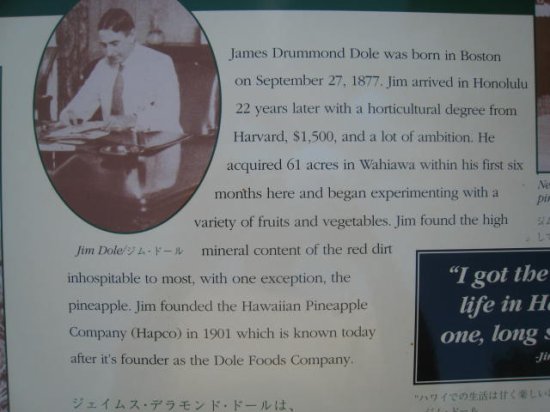 James Drummond Dole was born in Boston
on September 27, 1877. Jim arrived in Honolulu
22 years later with a horticultural degree from
Harvard, $1,500, and a lot of ambition. He
acquired 61 acres in Wahiawa within his first six
months here and began experimenting with a
variety of fruits and vegetables. Jim found the high
mineral content of the red dirt
inhospitable to most, with one exception, the
pineapple. Jim founded the Hawaiian Pineapple
Company (Hapco) in 1901 which is known today
after it's founder as the Dole Foods Company.
Jim Dole/ジム・ドール
ジェイムス・デラモンド・ドールは、
Ne
pin
"I got the
life in H
one, long s
-Ji
"ハワイでの生活は甘く楽しい